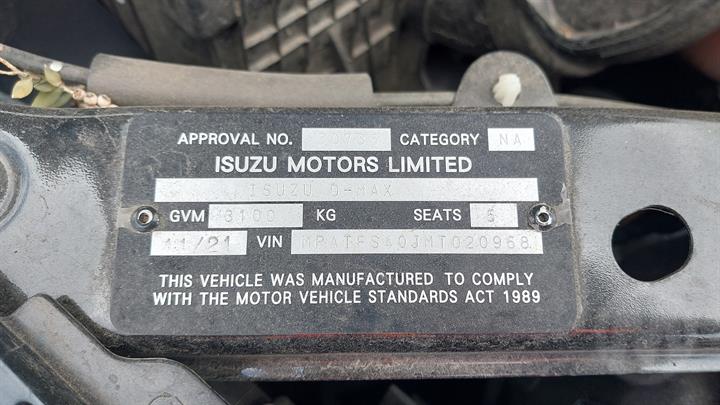 APPROVAL NO. CATEGORY NA
ISUZU MOTORS LIMITED
ISUZU D-MAX
GVM 3100 KG SEATS 5
11/21 VIN MPATFS40JMT020968
THIS VEHICLE WAS MANUFACTURED TO COMPLY
WITH THE MOTOR VEHICLE STANDARDS ACT 1989